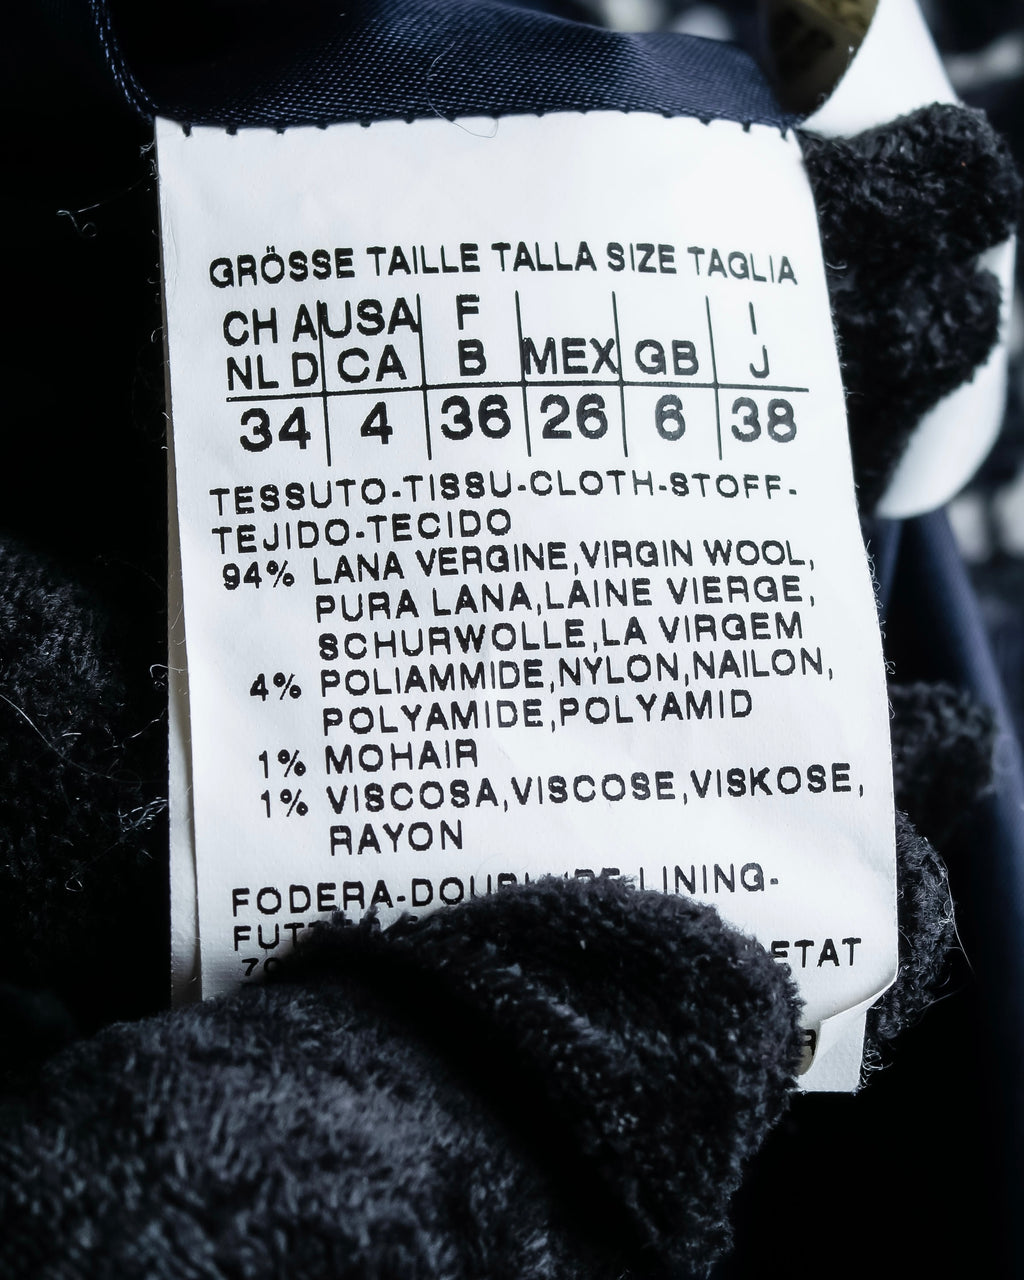 GRÖSSE TAILLE TALLA SIZE TAGLIA
CH A USA F I
NL D CA B MEX GB J
34 4 36 26 6 38
TESSUTO-TISSU-CLOTH-STOFF-
TEJIDO-TECIDO
94% LANA VERGINE,VIRGIN WOOL,
PURA LANA,LAINE VIERGE,
SCHURWOLLE,LA VIRGEM
4% POLIAMMIDE,NYLON,NAILON,
POLYAMIDE,POLYAMID
1% MOHAIR
1% VISCOSA,VISCOSE,VISKOSE,
RAYON
FODERA- LINING-